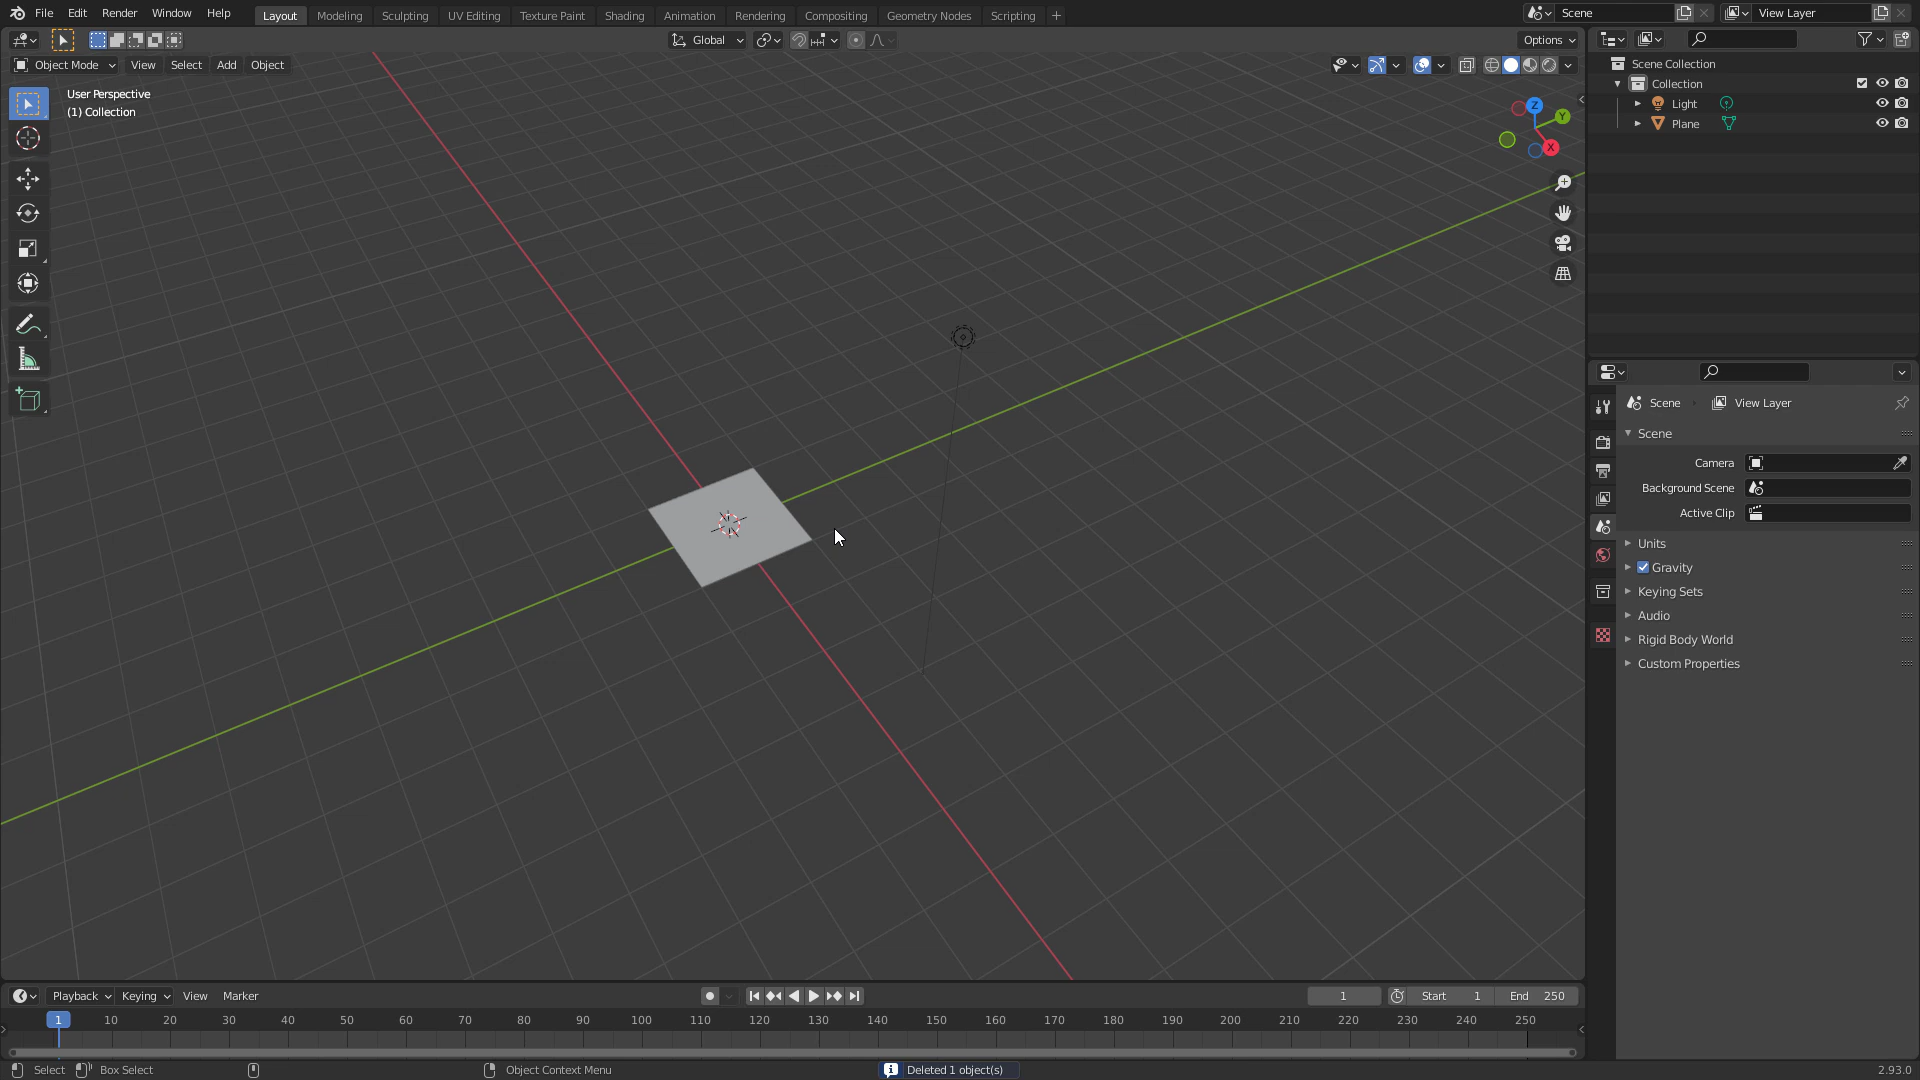 File Edit Render Window Help
Layout Modeling Sculpting UV Editing Texture Paint Shading Animation Rendering Compositing Geometry Nodes Scripting +
Scene View Layer
Global Options
Object Mode View Select Add Object
User Perspective
(1) Collection
Z
Y
X
Scene Collection
Collection
Light
Plane
Scene View Layer
Scene
Camera
Background Scene
Active Clip
Units
Gravity
Keying Sets
Audio
Rigid Body World
Custom Properties
Playback Keying View Marker 1 Start 1 End 250
1 10 20 30 40 50 60 70 80 90 100 110 120 130 140 150 160 170 180 190 200 210 220 230 240 250
Select Box Select Object Context Menu Deleted 1 object(s) 2.93.0